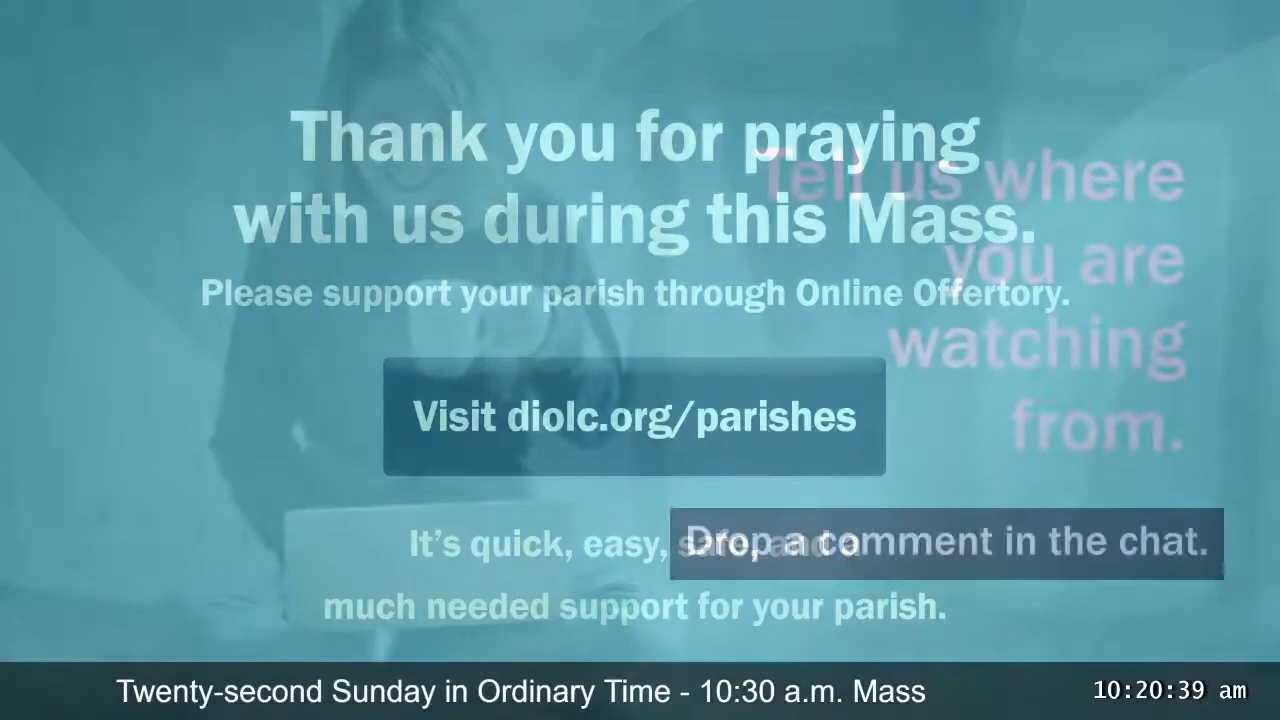 Thank you for praying
with us during this Mass.
Please support your parish through Online Offertory.
Visit diolc.org/parishes
It's quick, easy, safe, and a
much needed support for your parish.
Tell us where
you are
watching
from.
Drop a comment in the chat.
Twenty-second Sunday in Ordinary Time - 10:30 a.m. Mass
10:20:39 am